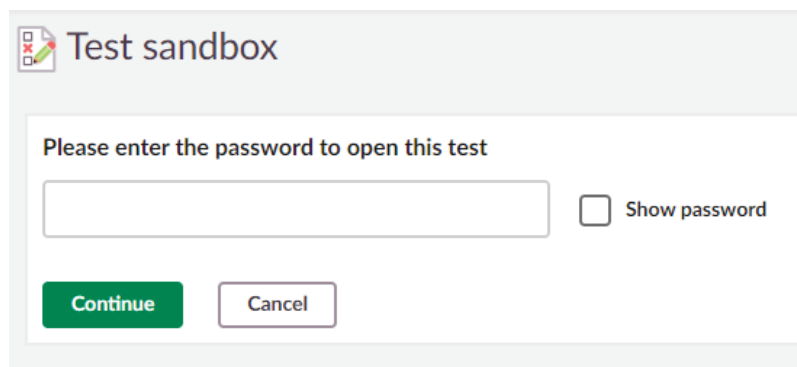 Test sandbox
Please enter the password to open this test
Show password
Continue Cancel